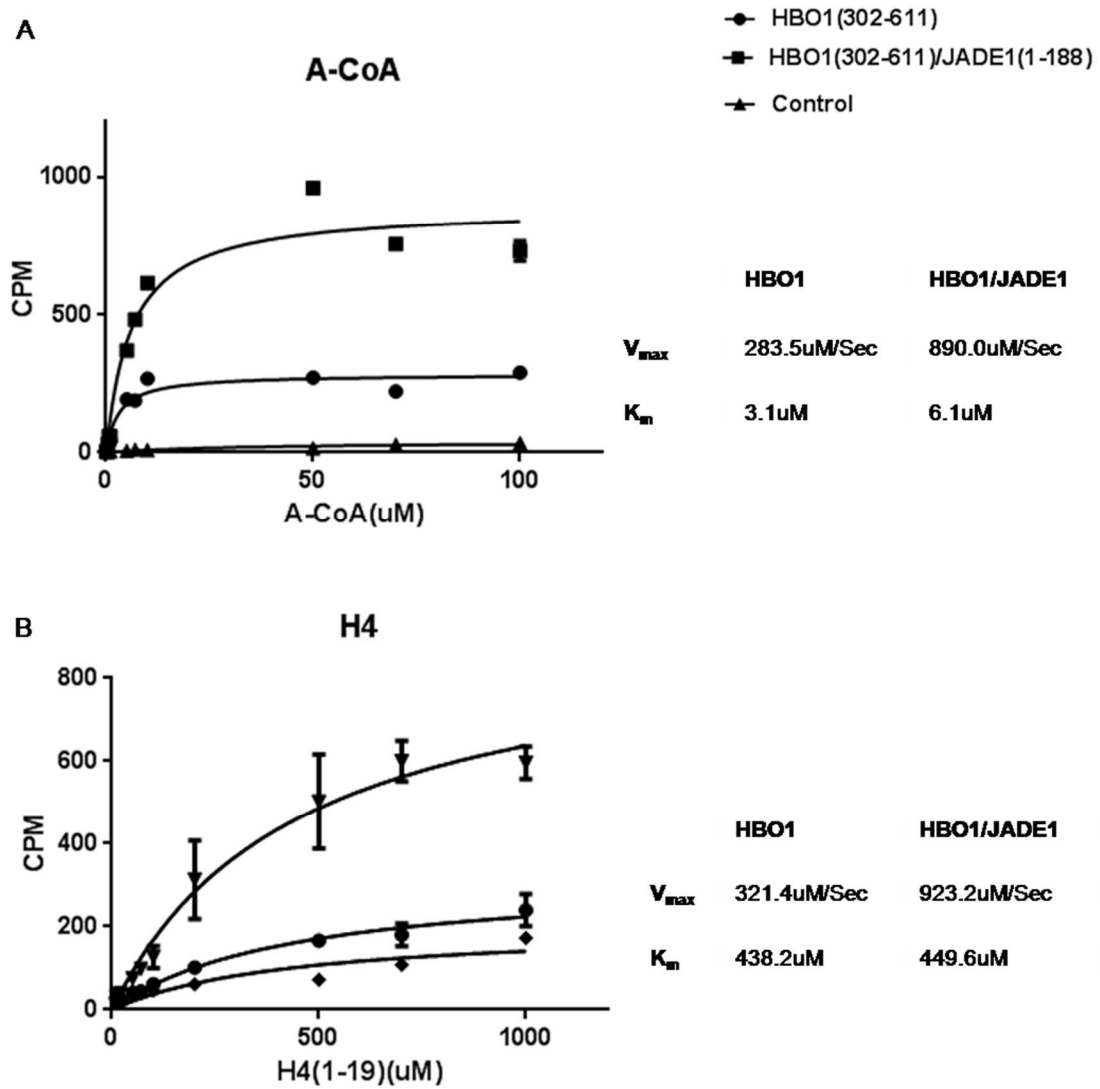 A
A-CoA
HBO1(302-611)
HBO1(302-611)/JADE1(1-188)
Control
CPM
1000
500
0
0 50 100
A-CoA(uM)
HBO1 HBO1/JADE1
Vmax 283.5uM/Sec 890.0uM/Sec
Km 3.1uM 6.1uM
B
H4
CPM
800
600
400
200
0
0 500 1000
H4(1-19)(uM)
HBO1 HBO1/JADE1
Vmax 321.4uM/Sec 923.2uM/Sec
Km 438.2uM 449.6uM